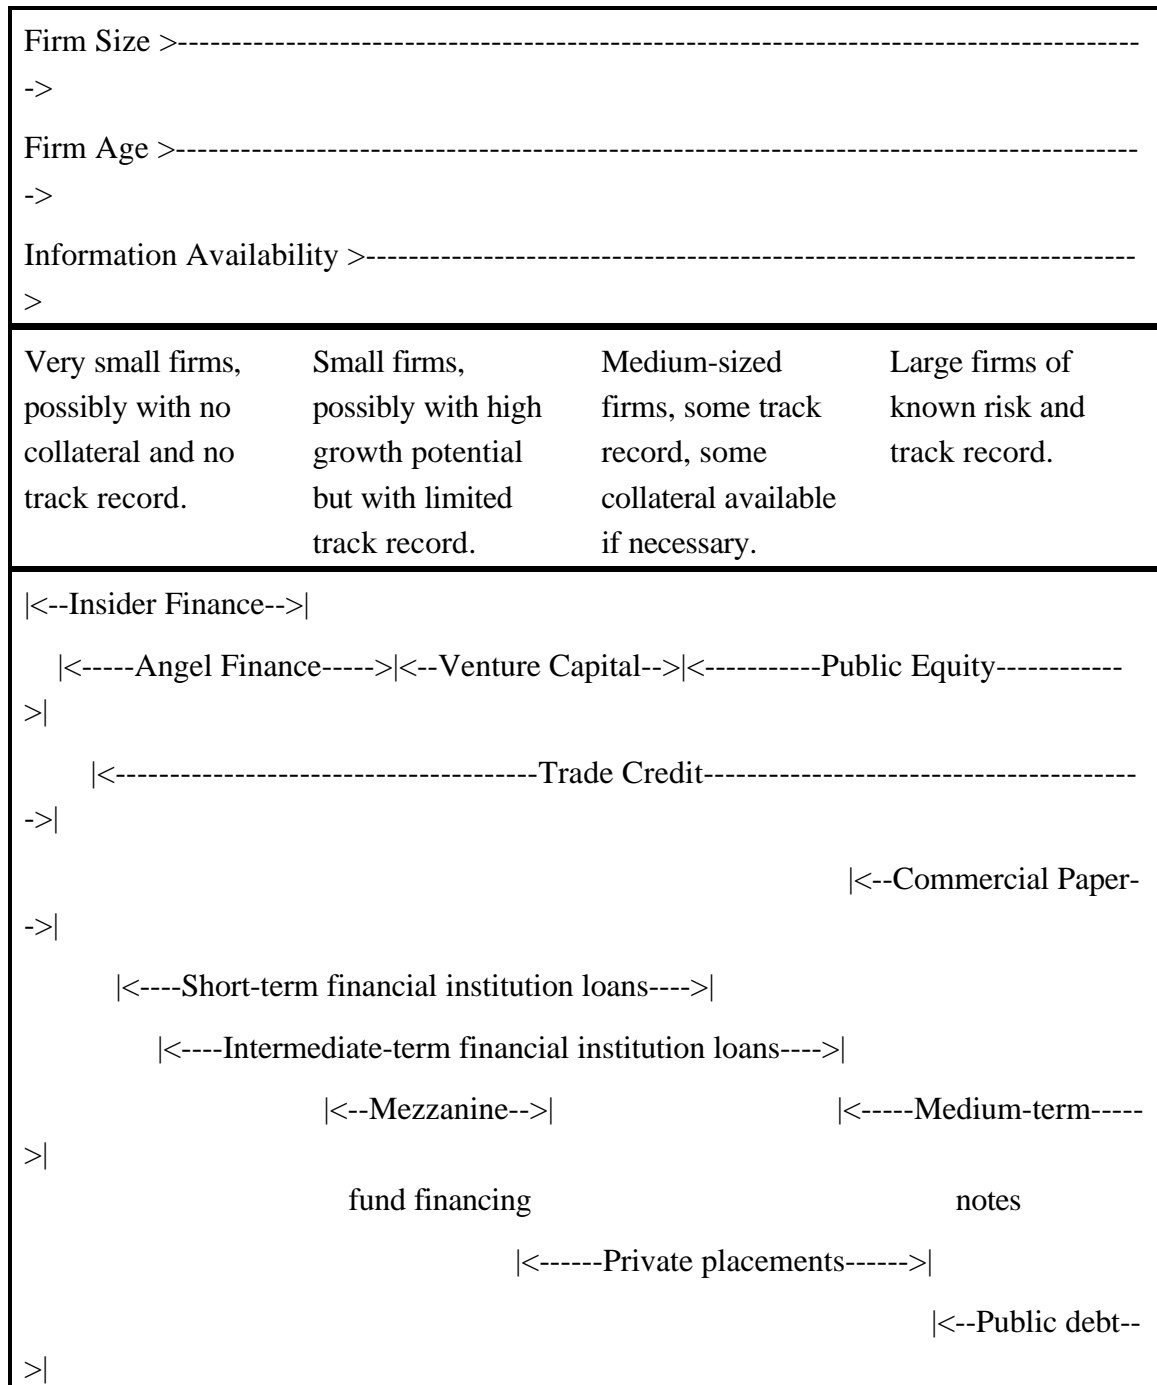 Firm Size >-----------------------------------------------------------------------------------------
->
Firm Age >-----------------------------------------------------------------------------------------
->
Information Availability >-----------------------------------------------------------------------
>
Very small firms, Small firms, Medium-sized Large firms of
possibly with no possibly with high firms, some track known risk and
collateral and no growth potential record, some track record.
track record. but with limited collateral available
track record. if necessary.
|<--Insider Finance-->|
|<-----Angel Finance----->|<--Venture Capital-->|<-----------Public Equity------------
>|
|<---------------------------------------Trade Credit----------------------------------------
->|
|<--Commercial Paper-
->|
|<----Short-term financial institution loans---->|
|<----Intermediate-term financial institution loans---->|
|<--Mezzanine-->| |<-----Medium-term-----
>|
fund financing notes
|<------Private placements------>|
|<--Public debt--
>|